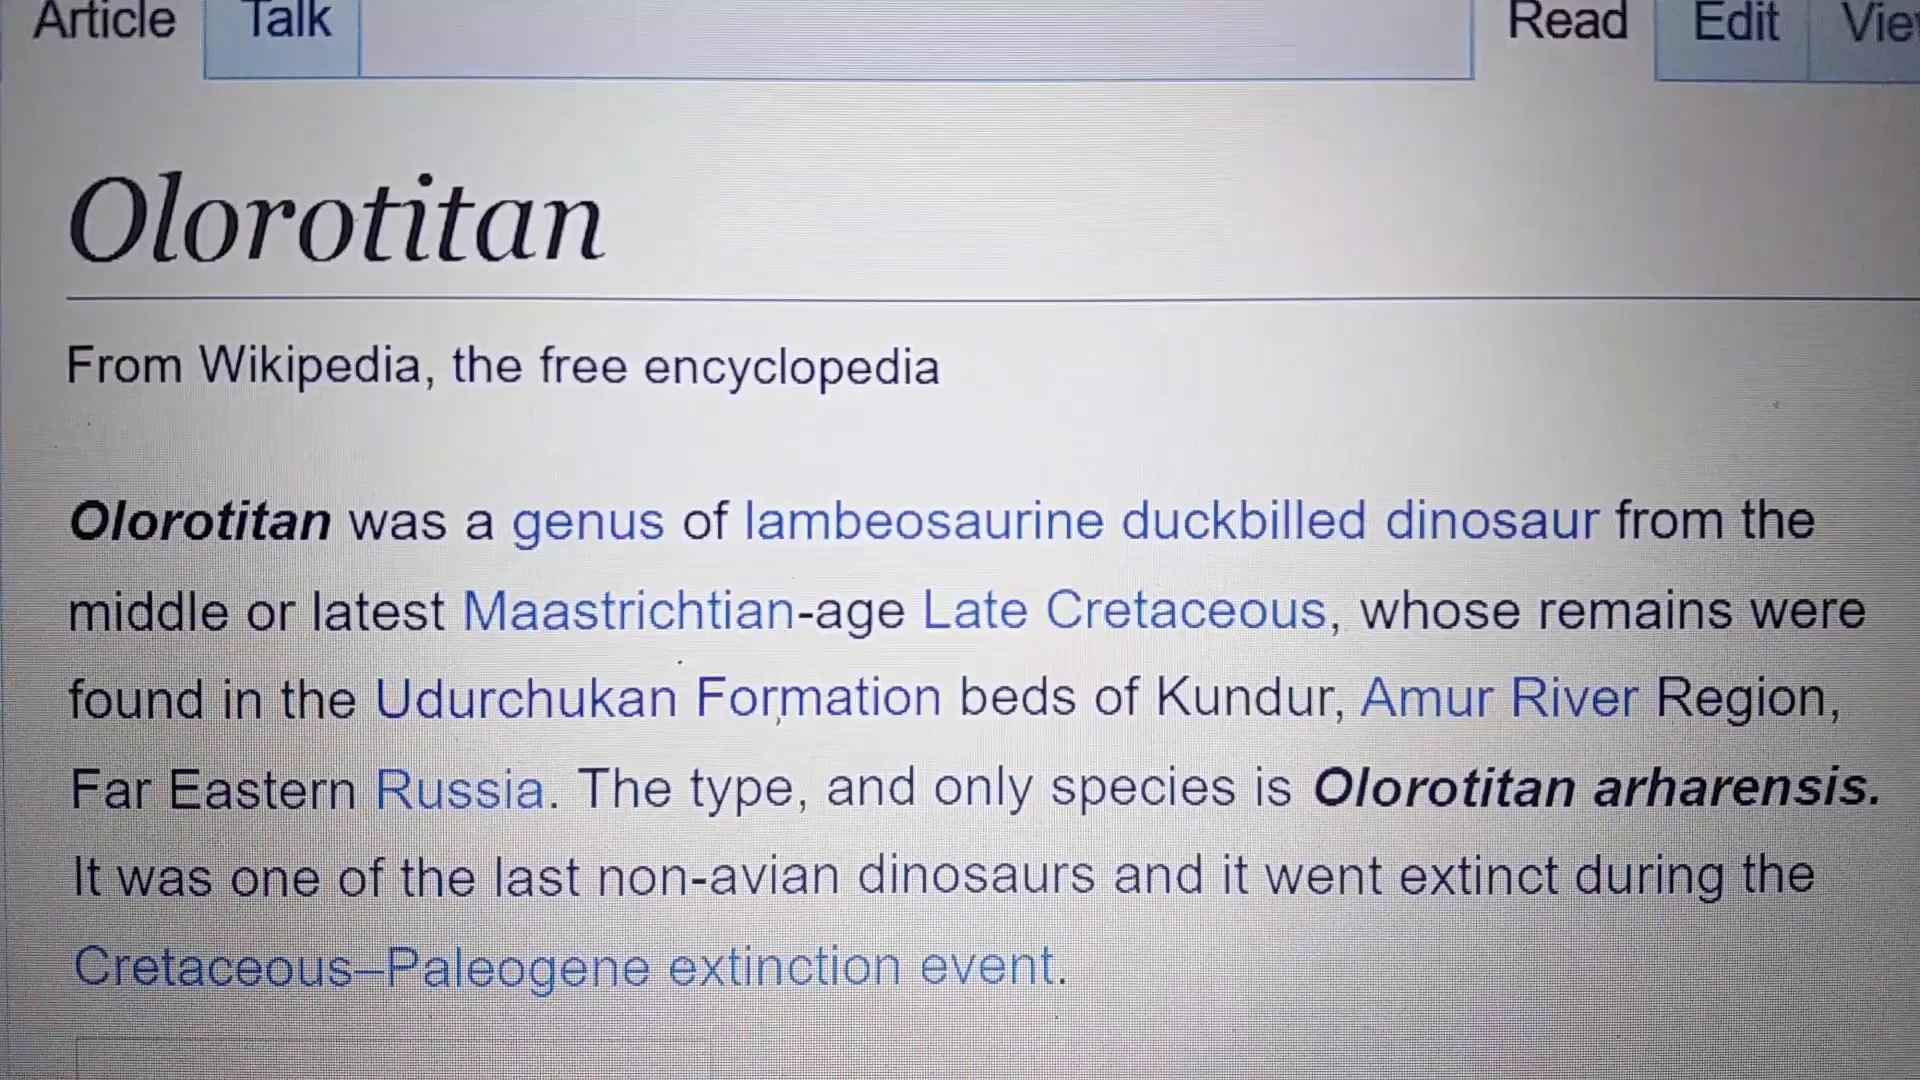 Article Talk Read Edit
Olorotitan
From Wikipedia, the free encyclopedia
Olorotitan was a genus of lambeosaurine duckbilled dinosaur from the
middle or latest Maastrichtian-age Late Cretaceous, whose remains were
found in the Udurchukan Formation beds of Kundur, Amur River Region,
Far Eastern Russia. The type, and only species is Olorotitan arharensis.
It was one of the last non-avian dinosaurs and it went extinct during the
Cretaceous–Paleogene extinction event.